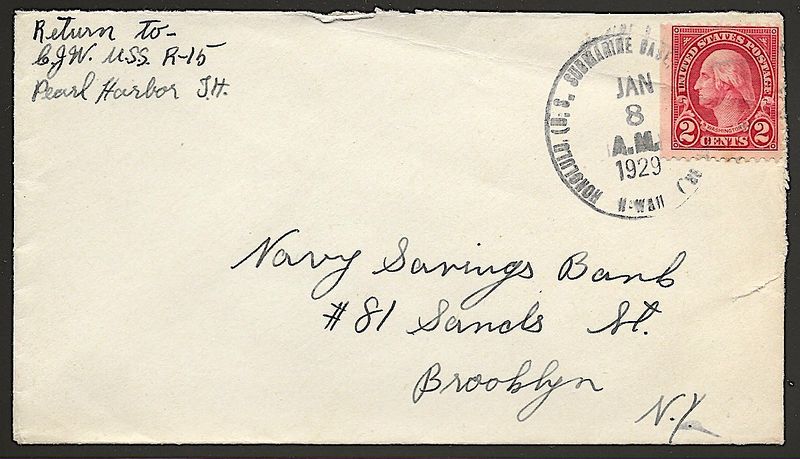 Return to-
C.J.W. U.S.S. R-15
Pearl Harbor T.H.
HONOLULU (U.S. SUBMARINE BASE
HAWAII
JAN
8
A.M.
1929
UNITED STATES POSTAGE
WASHINGTON
2 CENTS 2
Navy Savings Bank
#81 Sands St.
Brooklyn
N.Y.